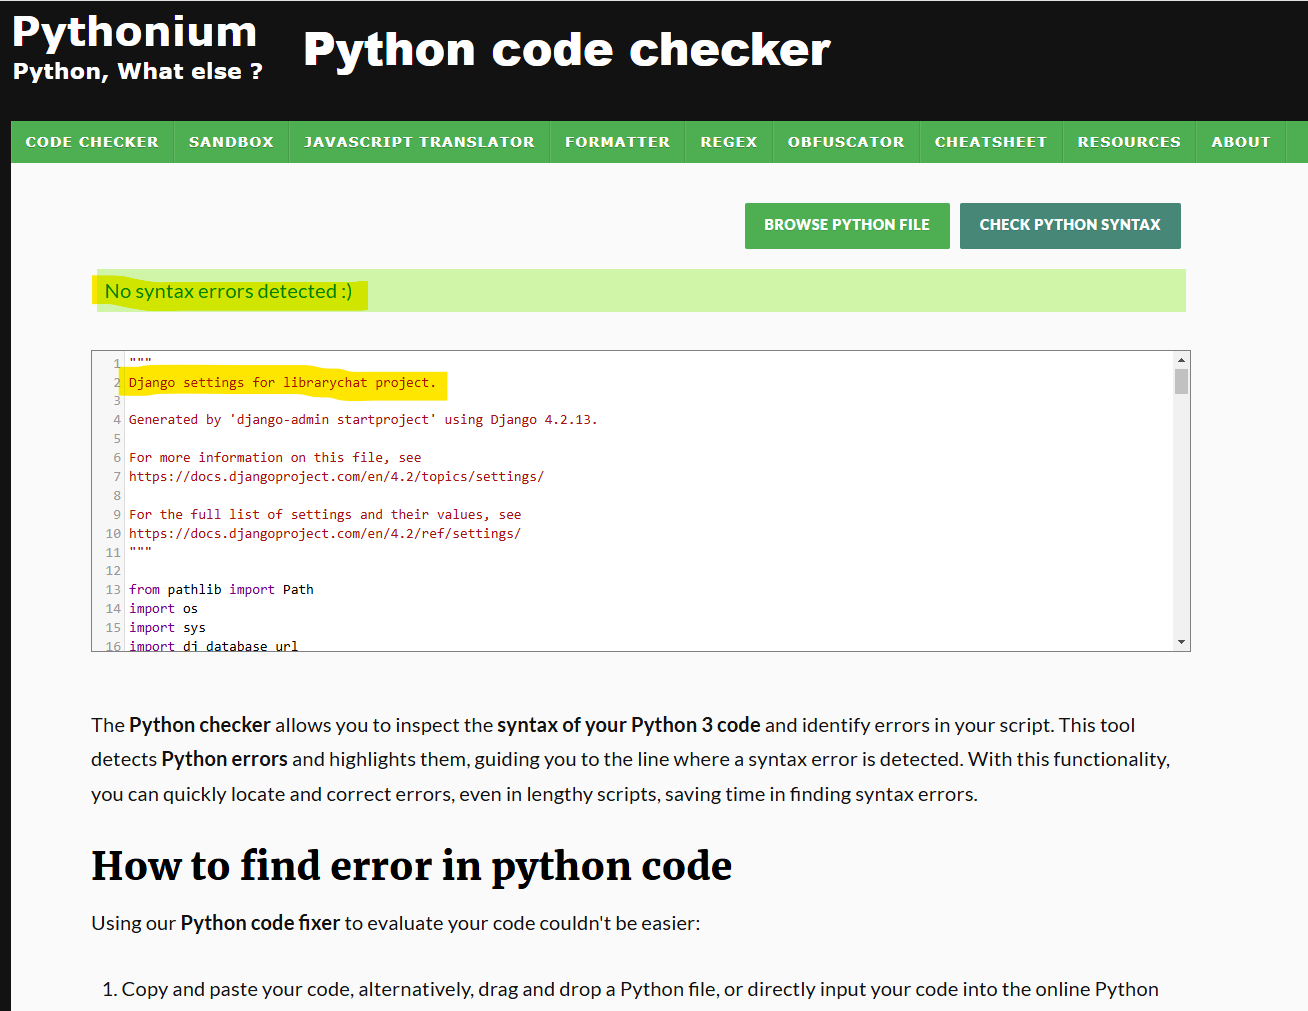 Pythonium
Python, What else ?
Python code checker
CODE CHECKER SANDBOX JAVASCRIPT TRANSLATOR FORMATTER REGEX OBFUSCATOR CHEATSHEET RESOURCES ABOUT
BROWSE PYTHON FILE CHECK PYTHON SYNTAX
No syntax errors detected :)
1 """
2 Django settings for librarychat project.
3
4 Generated by 'django-admin startproject' using Django 4.2.13.
5
6 For more information on this file, see
7 https://docs.djangoproject.com/en/4.2/topics/settings/
8
9 For the full list of settings and their values, see
10 https://docs.djangoproject.com/en/4.2/ref/settings/
11 """
12
13 from pathlib import Path
14 import os
15 import sys
16 import dj_database_url
The Python checker allows you to inspect the syntax of your Python 3 code and identify errors in your script. This tool
detects Python errors and highlights them, guiding you to the line where a syntax error is detected. With this functionality,
you can quickly locate and correct errors, even in lengthy scripts, saving time in finding syntax errors.
How to find error in python code
Using our Python code fixer to evaluate your code couldn't be easier:
1. Copy and paste your code, alternatively, drag and drop a Python file, or directly input your code into the online Python